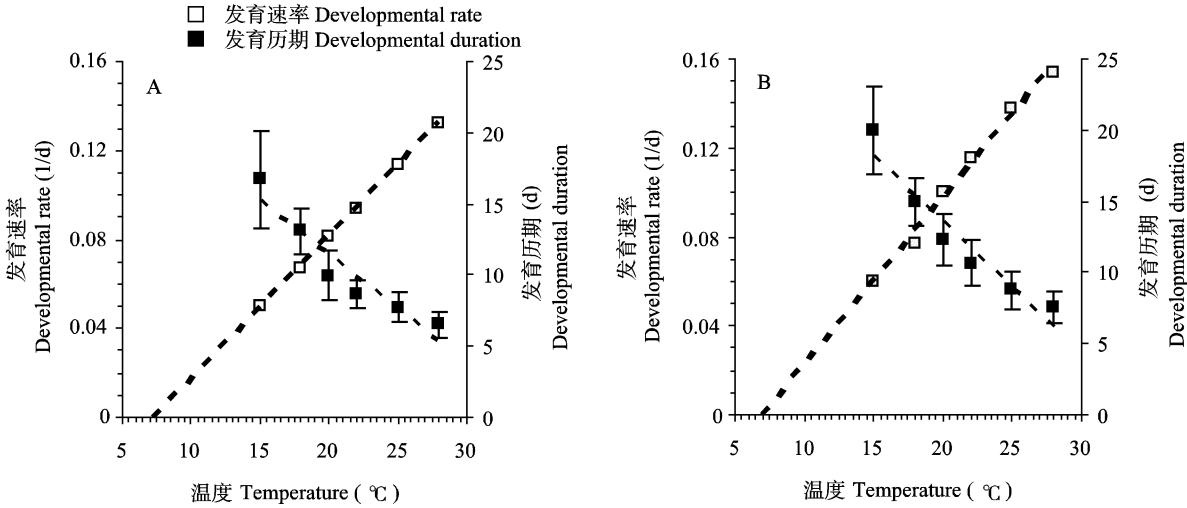 发育速率 Developmental rate
发育历期 Developmental duration
A
0.16
0.12
0.08
0.04
0
25
20
15
10
5
0
5 10 15 20 25 30
发育速率
Developmental rate (1/d)
发育历期 (d)
Developmental duration
温度 Temperature ( ℃)
B
0.16
0.12
0.08
0.04
0
25
20
15
10
5
0
5 10 15 20 25 30
发育速率
Developmental rate (1/d)
发育历期 (d)
Developmental duration
温度 Temperature ( ℃)